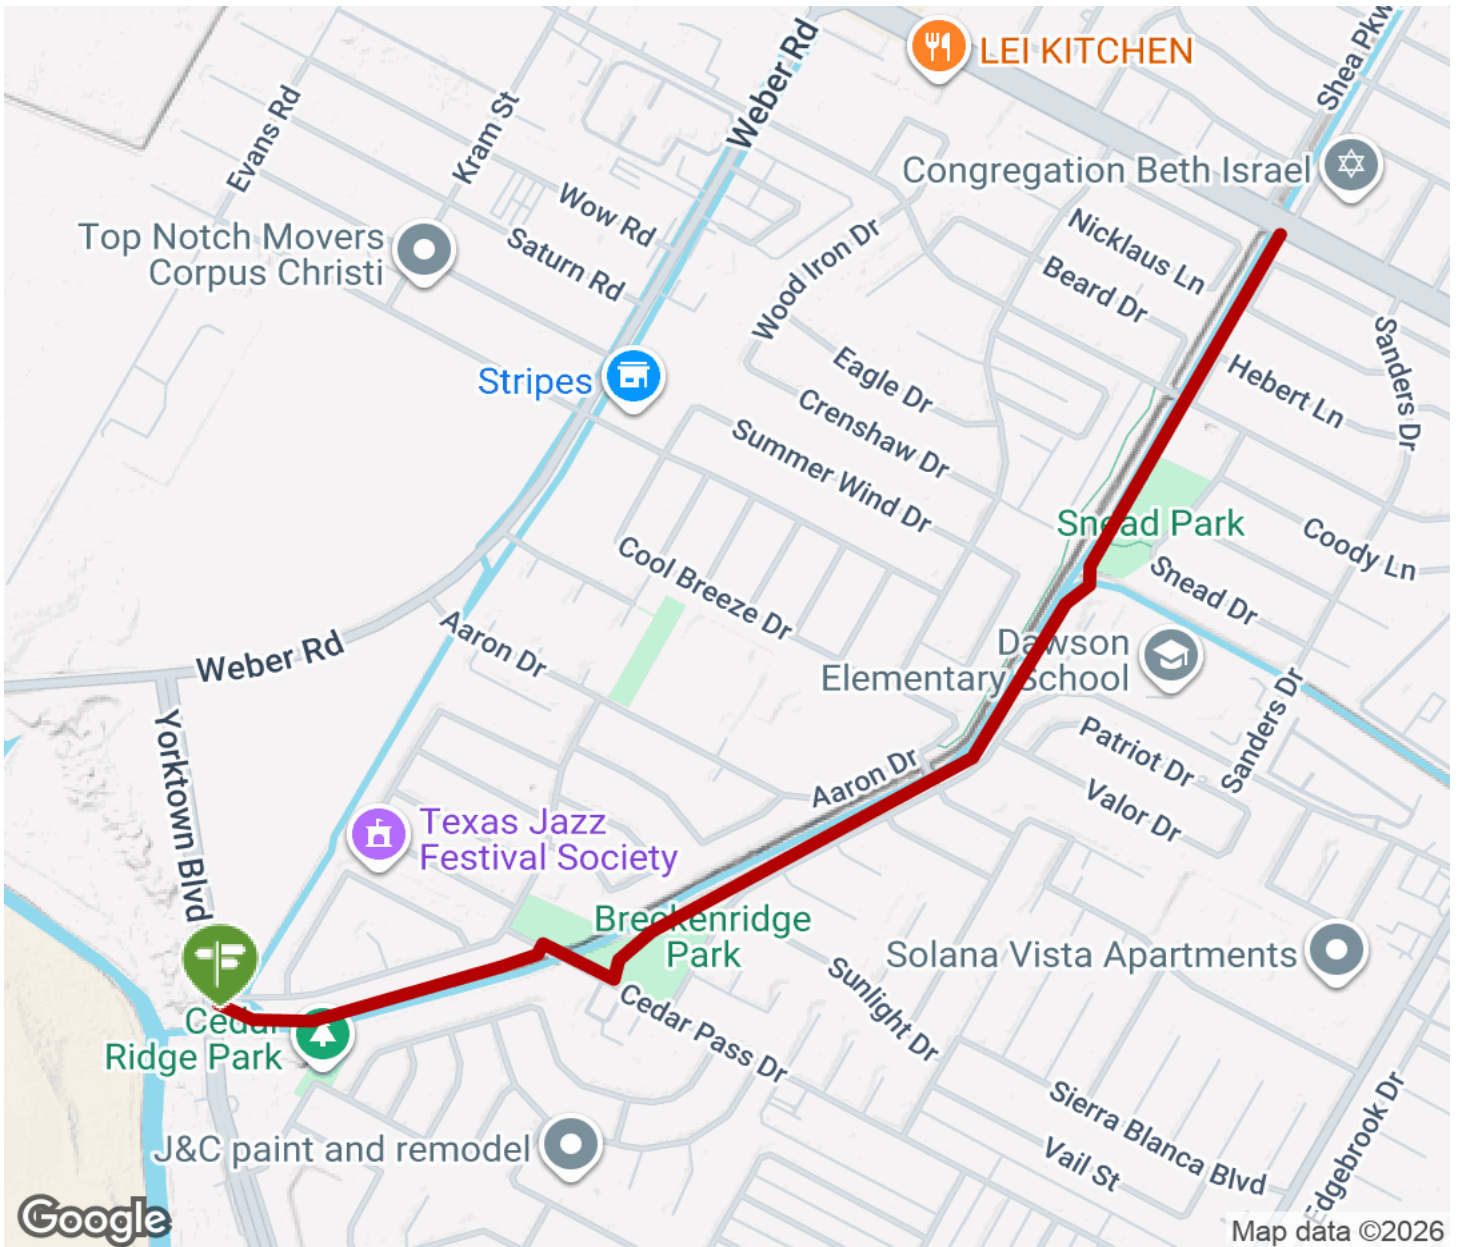 LEI KITCHEN
Shea Pkw
Weber Rd
Evans Rd
Kram St
Congregation Beth Israel
Wow Rd
Nicklaus Ln
Top Notch Movers
Corpus Christi
Saturn Rd
Wood Iron Dr
Beard Dr
Sanders Dr
Stripes
Eagle Dr
Hebert Ln
Crenshaw Dr
Summer Wind Dr
Snead Park
Coody Ln
Cool Breeze Dr
Snead Dr
Aaron Dr
Weber Rd
Dawson
Elementary School
Sanders Dr
Patriot Dr
Yorktown Blvd
Aaron Dr
Valor Dr
Texas Jazz
Festival Society
Breckenridge
Park
Solana Vista Apartments
Sunlight Dr
Cedar Pass Dr
Cedar
Ridge Park
Sierra Blanca Blvd
Edgebrook Dr
J&C paint and remodel
Vail St
Google
Map data ©2026